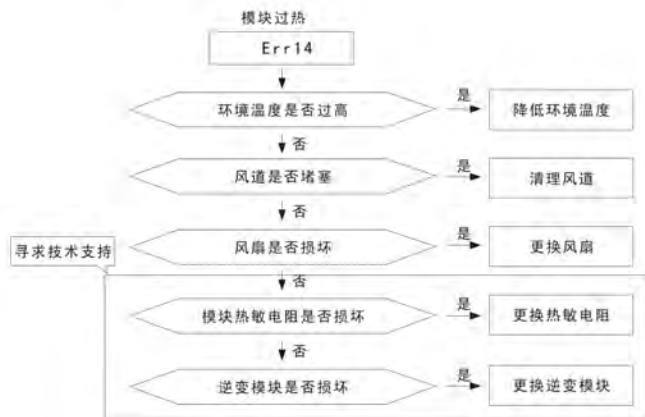 模块过热
Err14
环境温度是否过高
是
降低环境温度
否
风道是否堵塞
是
清理风道
否
寻求技术支持
风扇是否损坏
是
更换风扇
否
模块热敏电阻是否损坏
是
更换热敏电阻
否
逆变模块是否损坏
是
更换逆变模块